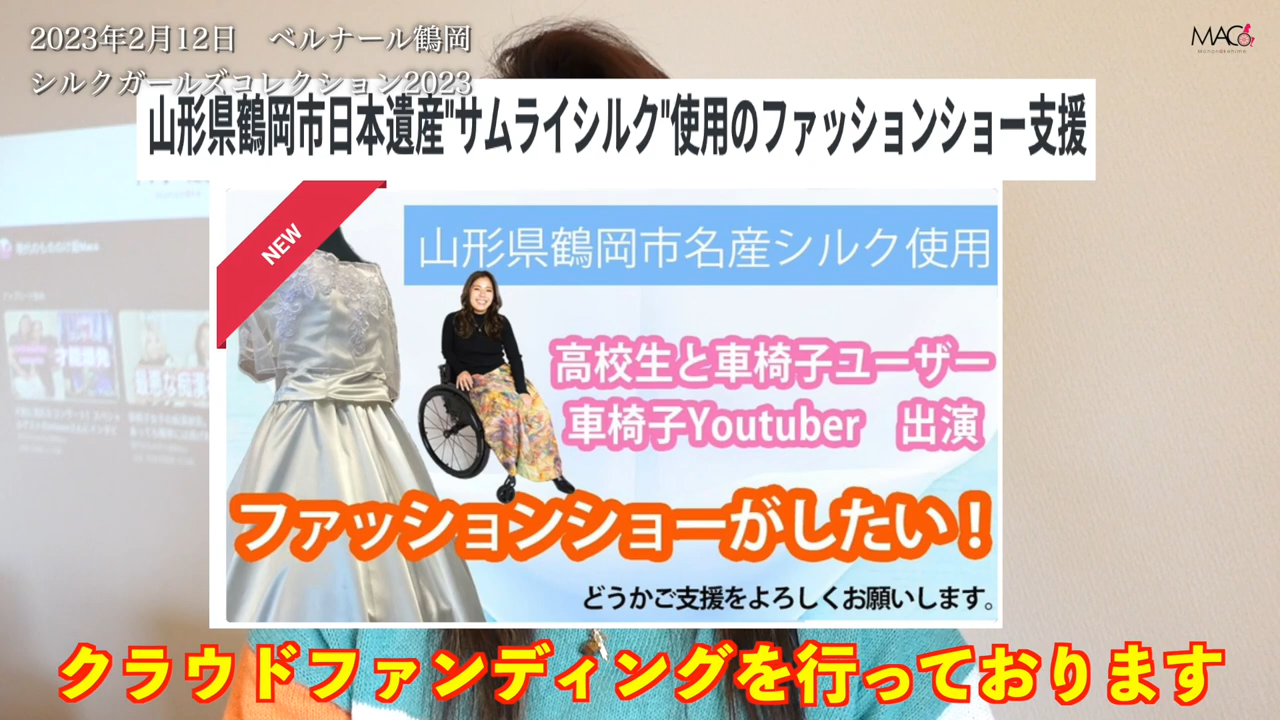 2023年2月12日　ベルナール鶴岡
シルクガールズコレクション2023
MACo
山形県鶴岡市日本遺産"サムライシルク"使用のファッションショー支援
NEW
山形県鶴岡市名産シルク使用
高校生と車椅子ユーザー
車椅子Youtuber　出演
ファッションショーがしたい！
どうかご支援をよろしくお願いします。
クラウドファンディングを行っております